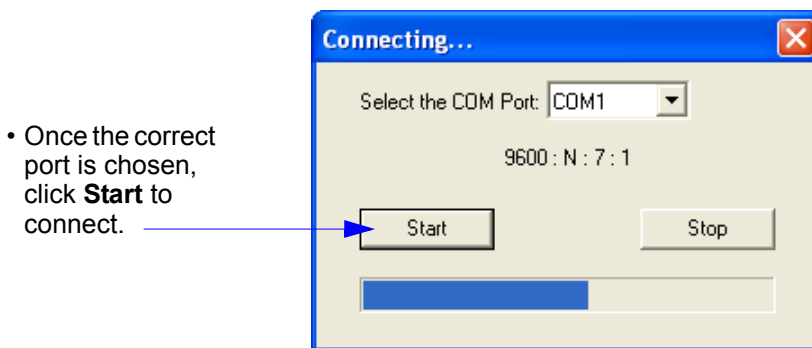 Connecting...
Select the COM Port: COM1
9600 : N : 7 : 1
• Once the correct
port is chosen,
click Start to
connect.
Start
Stop